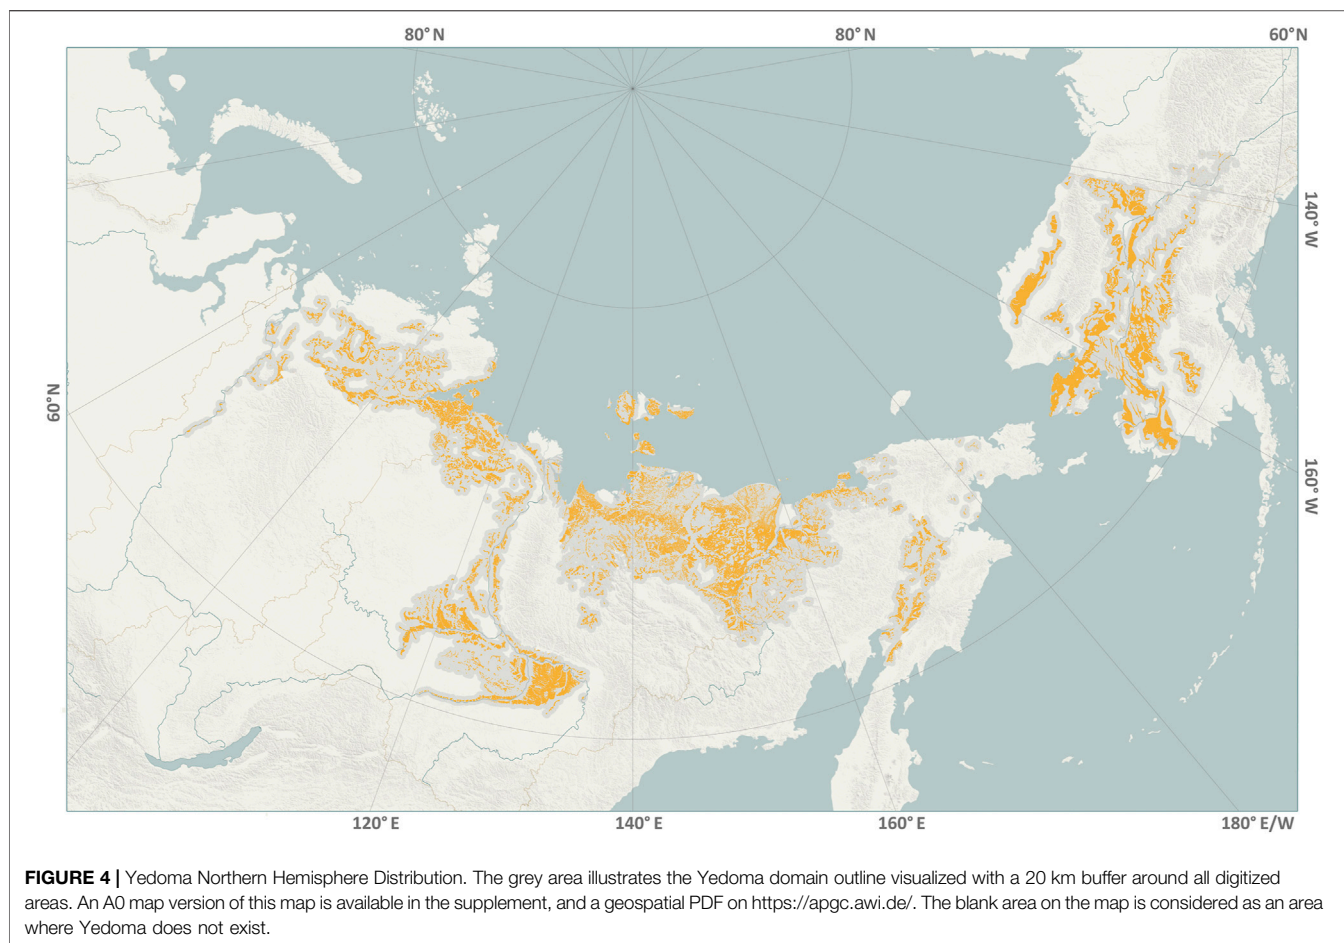 80° N 80° N 60° N
60° N
140° W
160° W
120° E 140° E 160° E 180° E/W
FIGURE 4 | Yedoma Northern Hemisphere Distribution. The grey area illustrates the Yedoma domain outline visualized with a 20 km buffer around all digitized
areas. An A0 map version of this map is available in the supplement, and a geospatial PDF on https://apgc.awi.de/. The blank area on the map is considered as an area
where Yedoma does not exist.